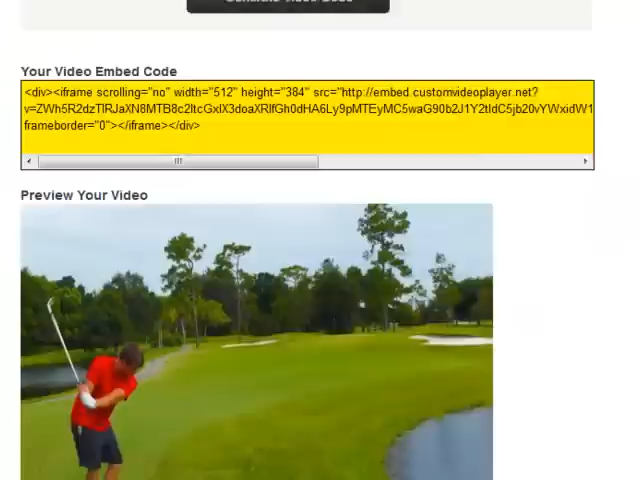 Your Video Embed Code
<div><iframe scrolling="no" width="512" height="384" src="http://embed.customvideoplayer.net?
frameborder="0"></iframe></div>
Preview Your Video